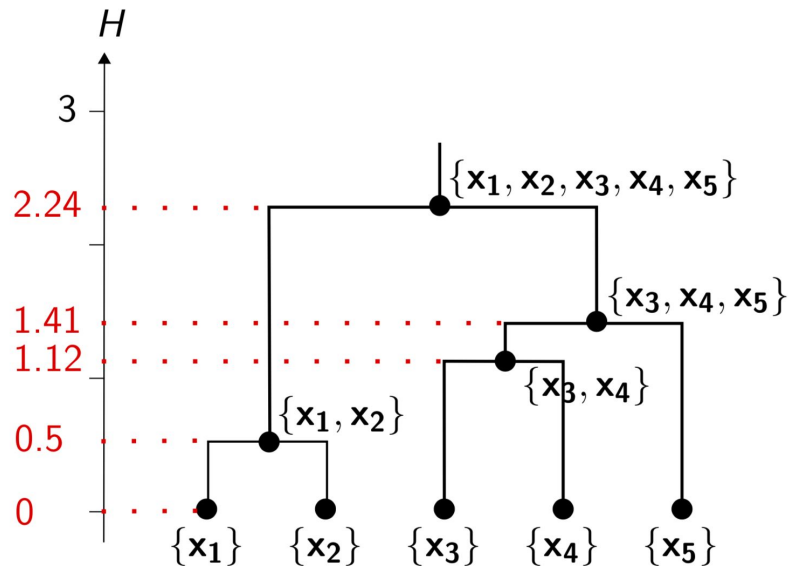 H
3
{x1, x2, x3, x4, x5}
2.24
{x3, x4, x5}
1.41
1.12
{x3, x4}
{x1, x2}
0.5
0
{x1} {x2} {x3} {x4} {x5}